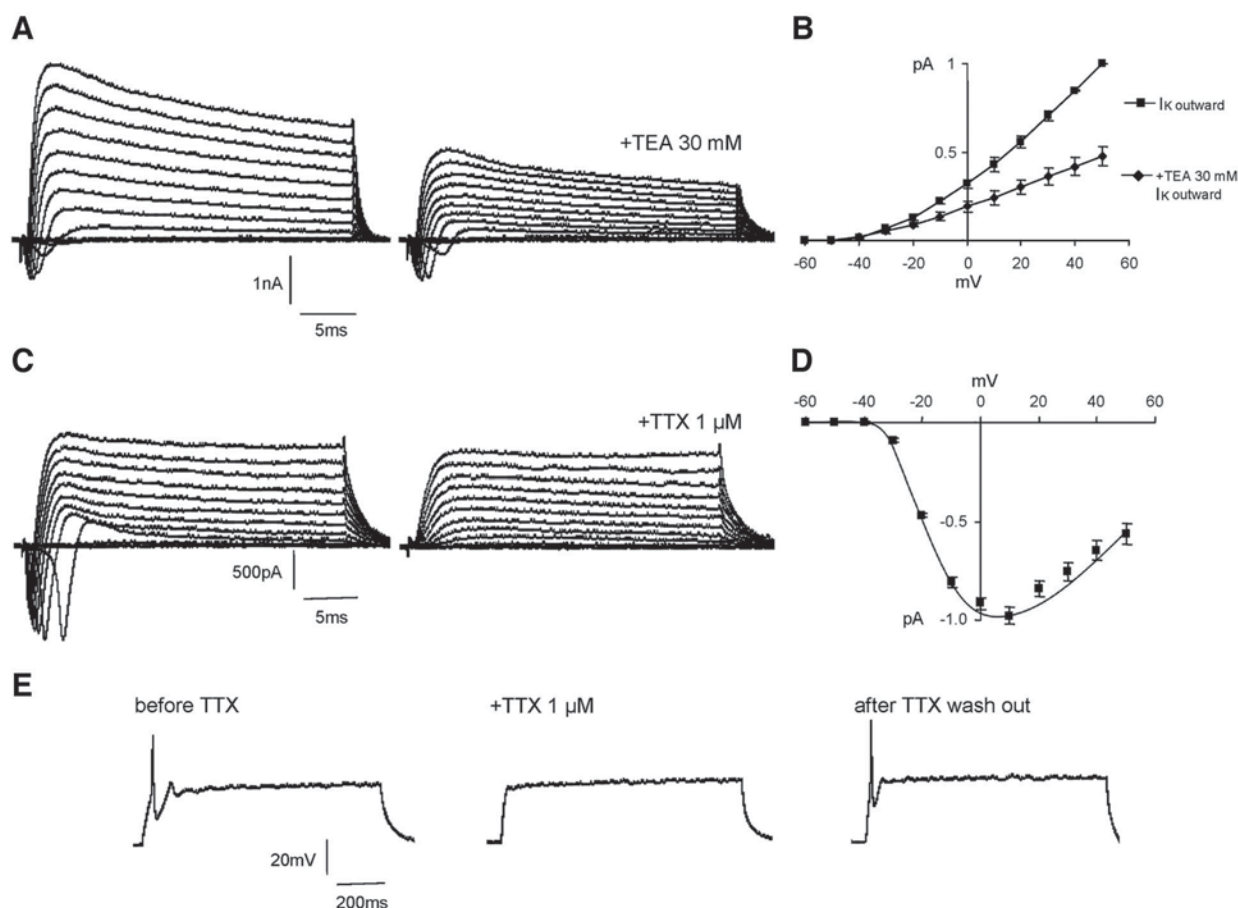 A
+TEA 30 mM
1nA
5ms
B
pA
1
0.5
-60 -40 -20 0 20 40 60
mV
IK outward
+TEA 30 mM
IK outward
C
+TTX 1 µM
500pA
5ms
D
mV
-60 -40 -20 0 20 40 60
-0.5
pA -1.0
E
before TTX
+TTX 1 µM
after TTX wash out
20mV
200ms